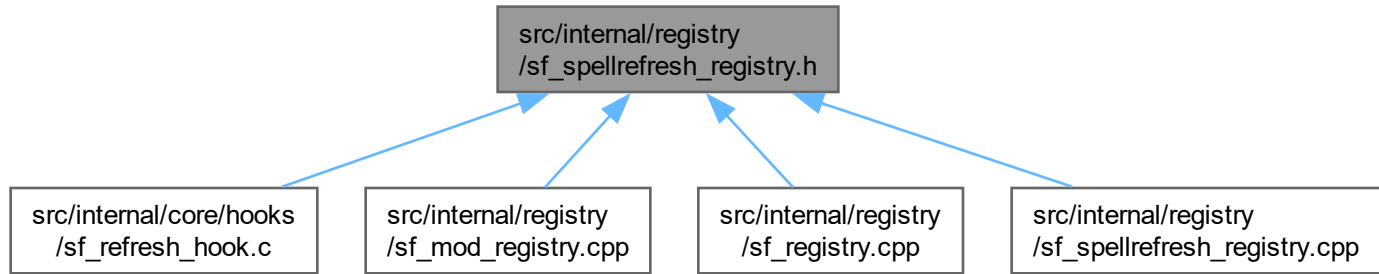 src/internal/registry
/sf_spellrefresh_registry.h
src/internal/core/hooks
/sf_refresh_hook.c
src/internal/registry
/sf_mod_registry.cpp
src/internal/registry
/sf_registry.cpp
src/internal/registry
/sf_spellrefresh_registry.cpp